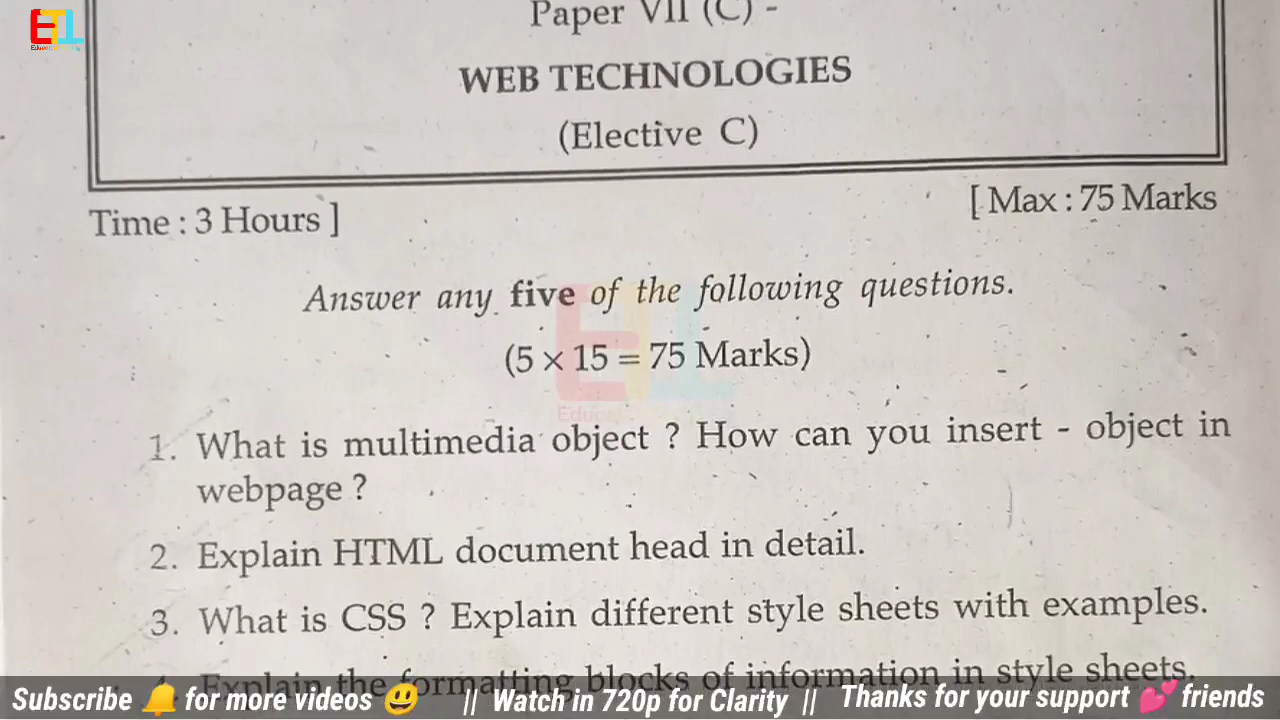 ETL
Paper VII (C) -
WEB TECHNOLOGIES
(Elective C)
Time : 3 Hours ]
[ Max : 75 Marks
Answer any five of the following questions.
(5 × 15 = 75 Marks)
1. What is multimedia object ? How can you insert - object in
webpage ?
2. Explain HTML document head in detail.
3. What is CSS ? Explain different style sheets with examples.
4. Explain the formatting blocks of information in style sheets.
Subscribe 🔔 for more videos 😃 || Watch in 720p for Clarity || Thanks for your support 💕 friends